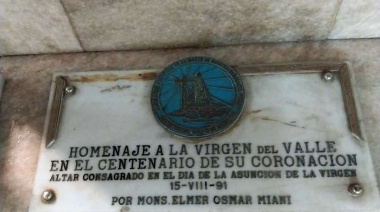 HOMENAJE A LA VIRGEN DEL VALLE
EN EL CENTENARIO DE SU CORONACION
ALTAR CONSAGRADO EN EL DIA DE LA ASUNCION DE LA VIRGEN
15-VIII-91
POR MONS. ELMER OSMAR MIANI